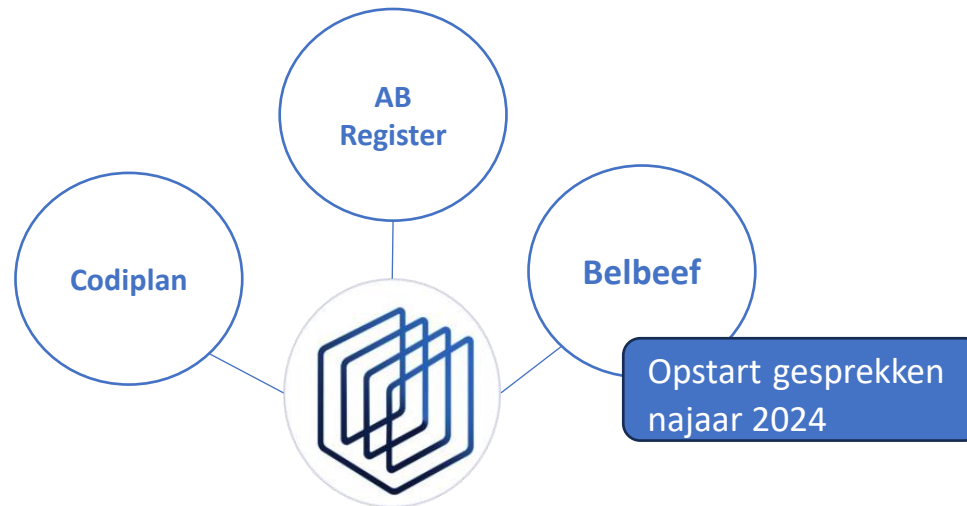 AB
Register
Codiplan
Belbeef
Opstart gesprekken
najaar 2024